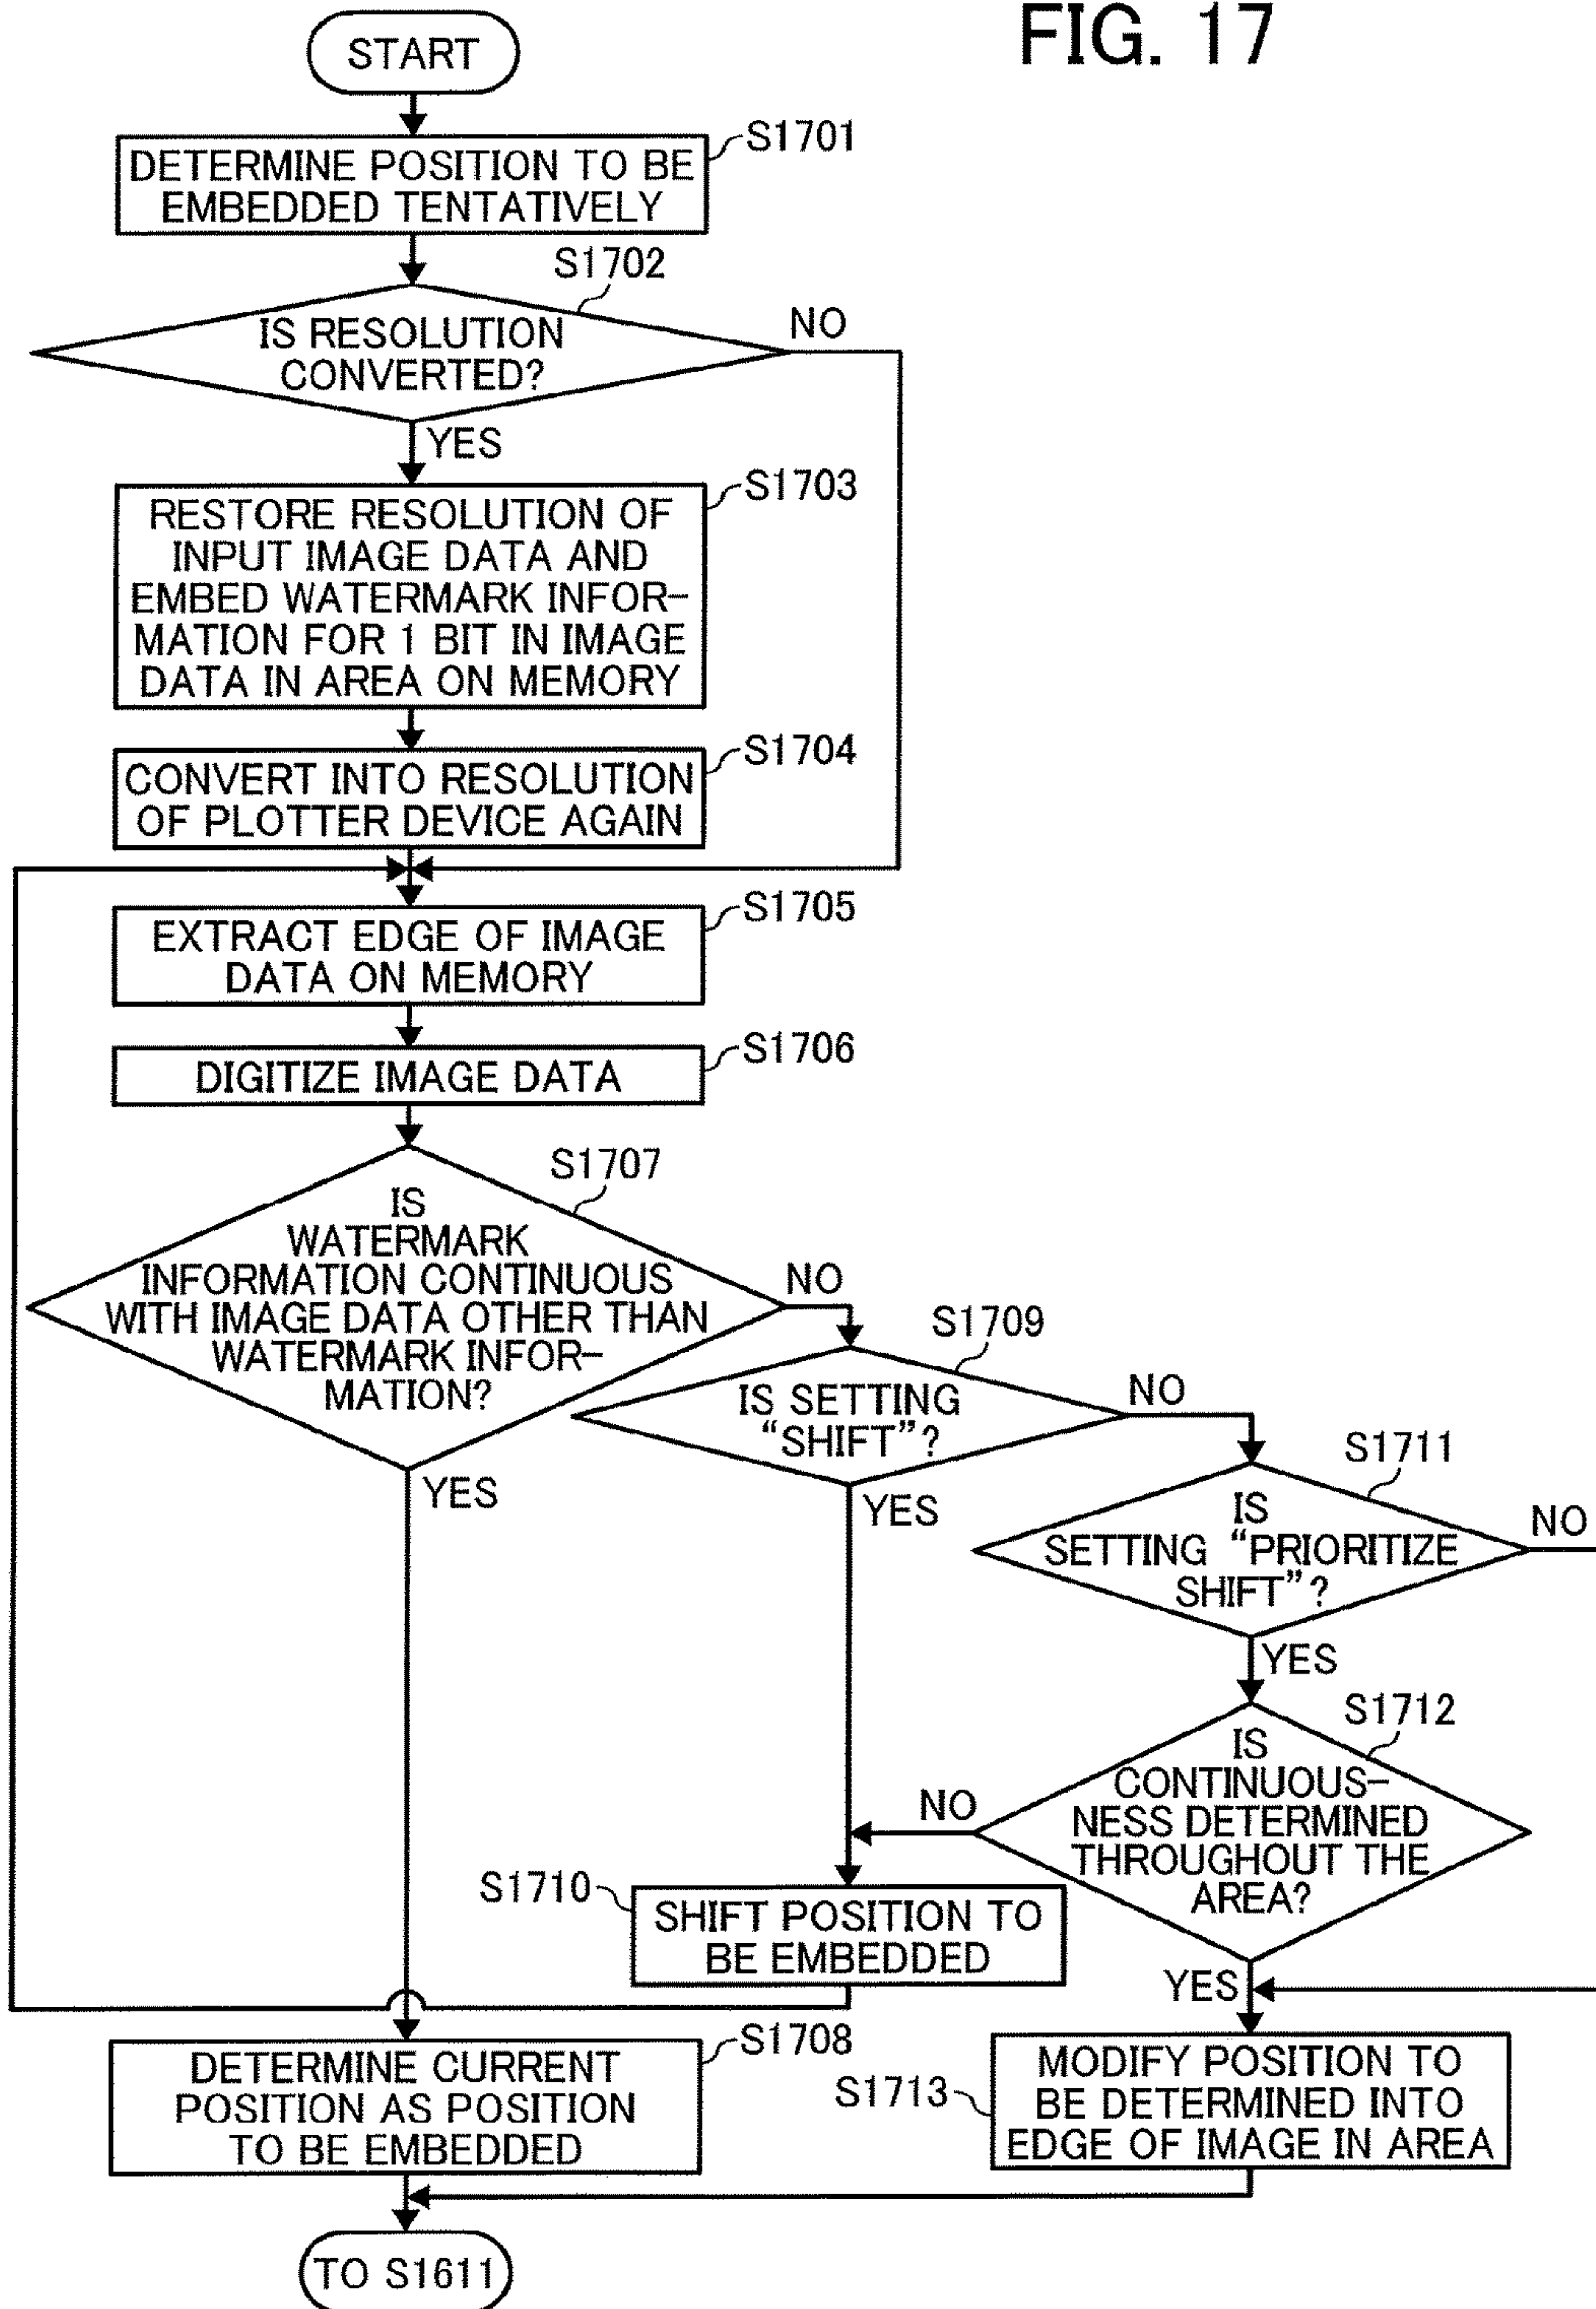 FIG. 17
START
S1701
DETERMINE POSITION TO BE
EMBEDDED TENTATIVELY
S1702
IS RESOLUTION
CONVERTED?
NO
YES
S1703
RESTORE RESOLUTION OF
INPUT IMAGE DATA AND
EMBED WATERMARK INFOR-
MATION FOR 1 BIT IN IMAGE
DATA IN AREA ON MEMORY
S1704
CONVERT INTO RESOLUTION
OF PLOTTER DEVICE AGAIN
S1705
EXTRACT EDGE OF IMAGE
DATA ON MEMORY
S1706
DIGITIZE IMAGE DATA
S1707
IS
WATERMARK
INFORMATION CONTINUOUS
WITH IMAGE DATA OTHER THAN
WATERMARK INFOR-
MATION?
NO
YES
S1709
IS SETTING
“SHIFT”?
NO
YES
S1711
IS
SETTING “PRIORITIZE
SHIFT”?
NO
YES
S1712
IS
CONTINUOUS-
NESS DETERMINED
THROUGHOUT THE
AREA?
NO
YES
S1710
SHIFT POSITION TO
BE EMBEDDED
S1708
DETERMINE CURRENT
POSITION AS POSITION
TO BE EMBEDDED
S1713
MODIFY POSITION TO
BE DETERMINED INTO
EDGE OF IMAGE IN AREA
TO S1611